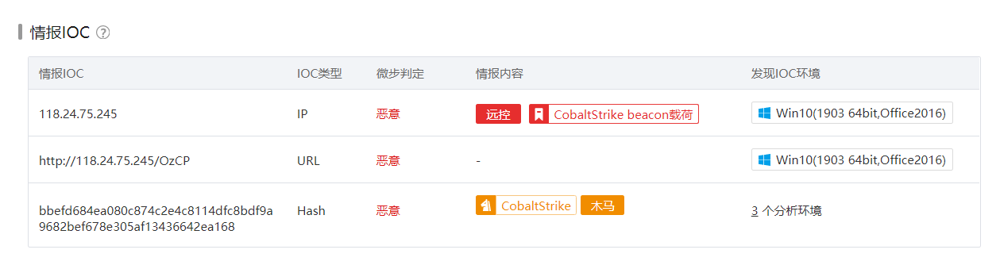 情报IOC ?
情报IOC IOC类型 微步判定 情报内容 发现IOC环境
118.24.75.245 IP 恶意 远控 CobaltStrike beacon载荷 Win10(1903 64bit,Office2016)
http://118.24.75.245/OzCP URL 恶意 - Win10(1903 64bit,Office2016)
bbefd684ea080c874c2e4c8114dfc8bdf9a Hash 恶意 CobaltStrike 木马 3 个分析环境
9682bef678e305af13436642ea168